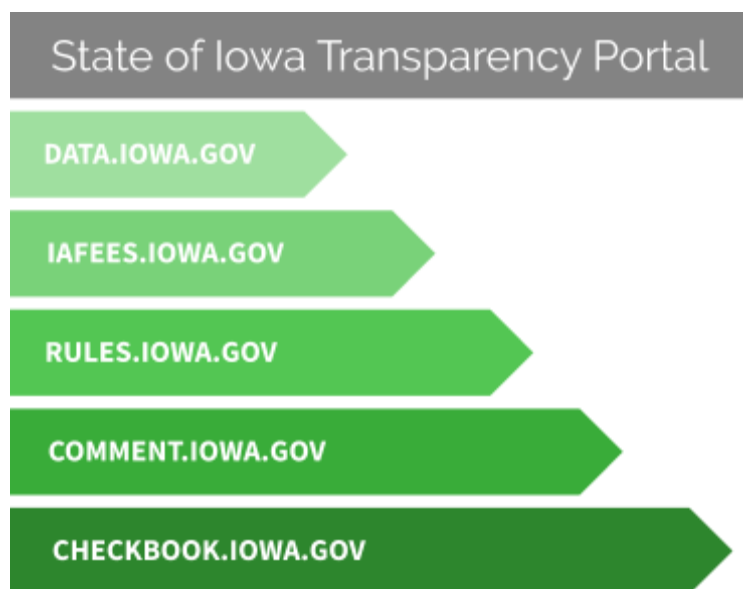 State of Iowa Transparency Portal
DATA.IOWA.GOV
IAFEES.IOWA.GOV
RULES.IOWA.GOV
COMMENT.IOWA.GOV
CHECKBOOK.IOWA.GOV